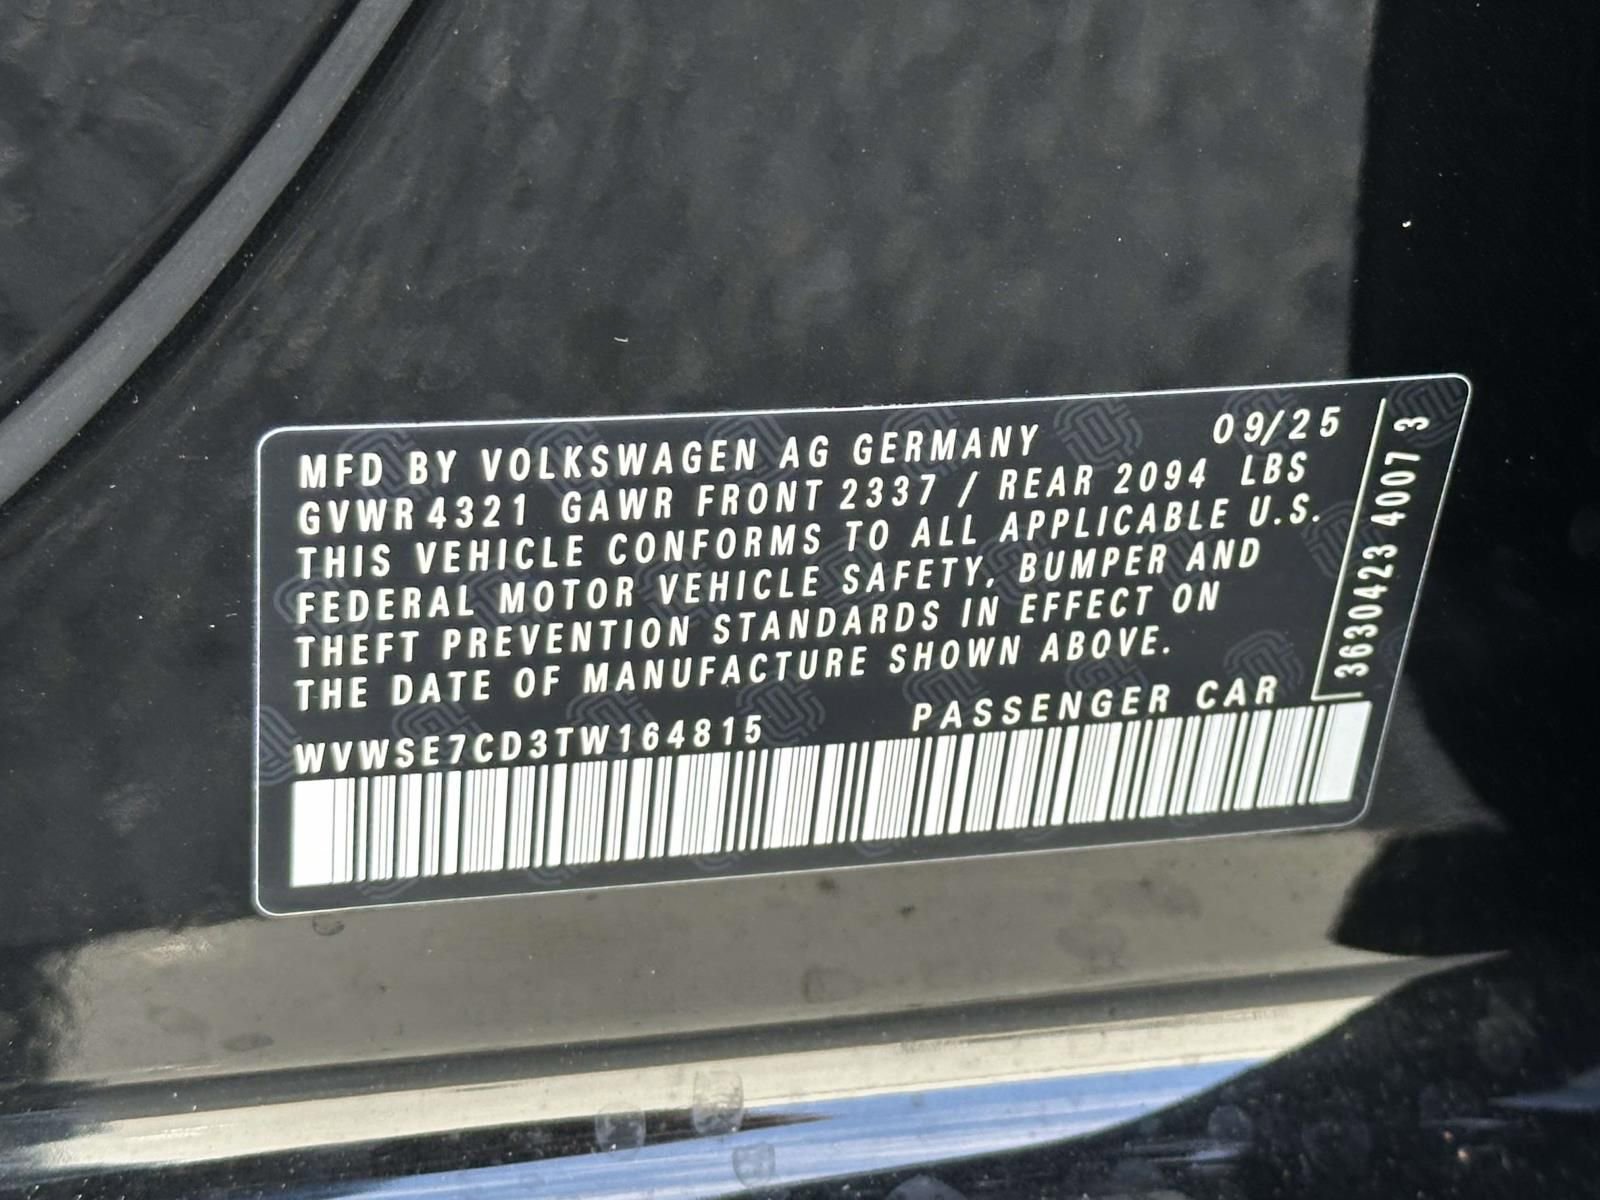 MFD BY VOLKSWAGEN AG GERMANY 09/25
GVWR 4321 GAWR FRONT 2337 / REAR 2094 LBS
THIS VEHICLE CONFORMS TO ALL APPLICABLE U.S.
FEDERAL MOTOR VEHICLE SAFETY, BUMPER AND
THEFT PREVENTION STANDARDS IN EFFECT ON
THE DATE OF MANUFACTURE SHOWN ABOVE.
WVWSE7CD3TW164815 PASSENGER CAR
3630423 4007 3